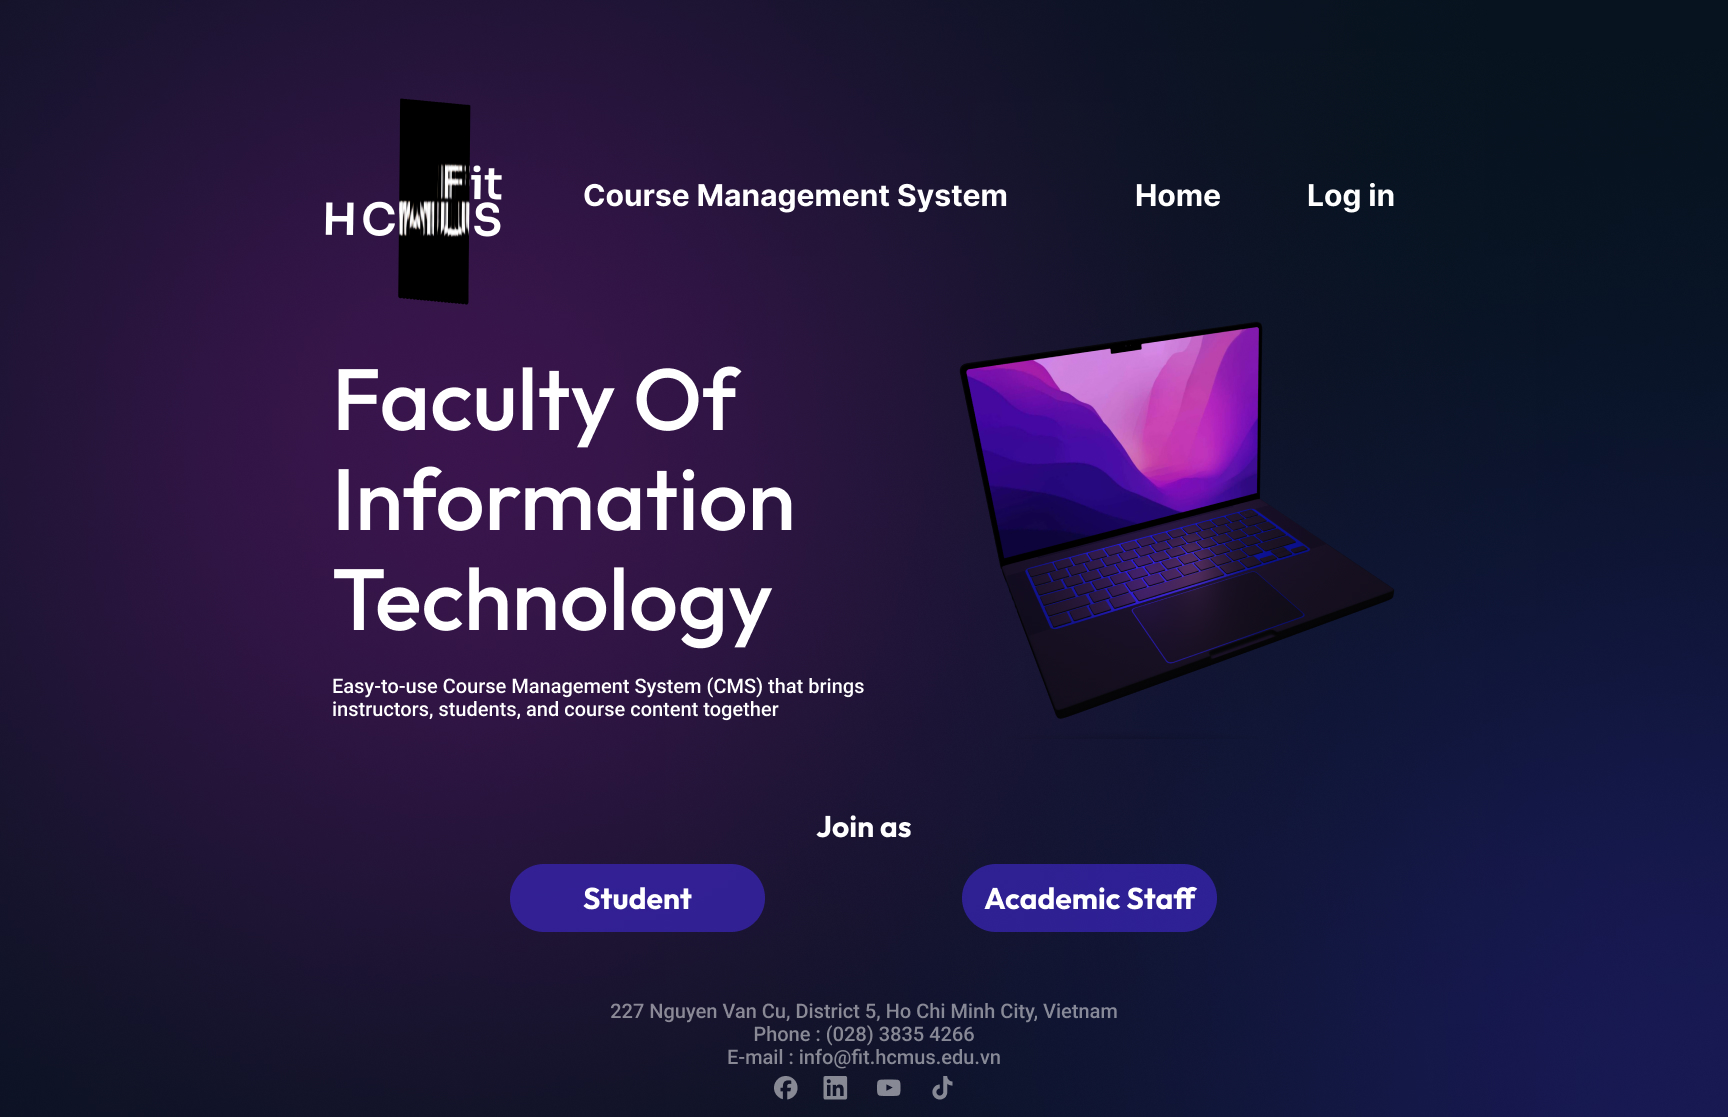 Fit
HCMUS
Course Management System
Home
Log in
Faculty Of
Information
Technology
Easy-to-use Course Management System (CMS) that brings
instructors, students, and course content together
Join as
Student
Academic Staff
227 Nguyen Van Cu, District 5, Ho Chi Minh City, Vietnam
Phone : (028) 3835 4266
E-mail : info@fit.hcmus.edu.vn